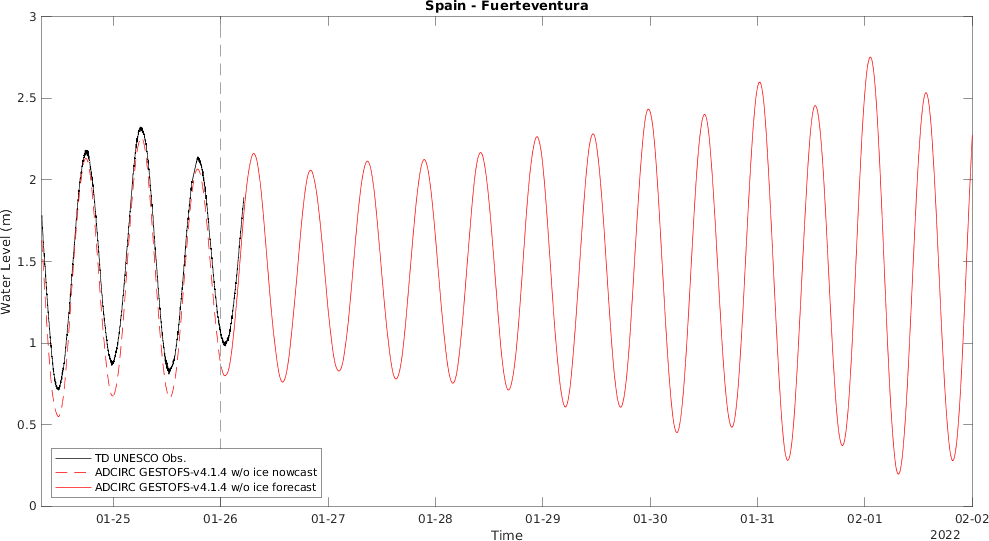 Spain - Fuerteventura
3
2.5
2
1.5
1
0.5
0
Water Level (m)
TD UNESCO Obs.
ADCIRC GESTOFS-v4.1.4 w/o ice nowcast
ADCIRC GESTOFS-v4.1.4 w/o ice forecast
01-25 01-26 01-27 01-28 01-29 01-30 01-31 02-01 02-02
Time
2022